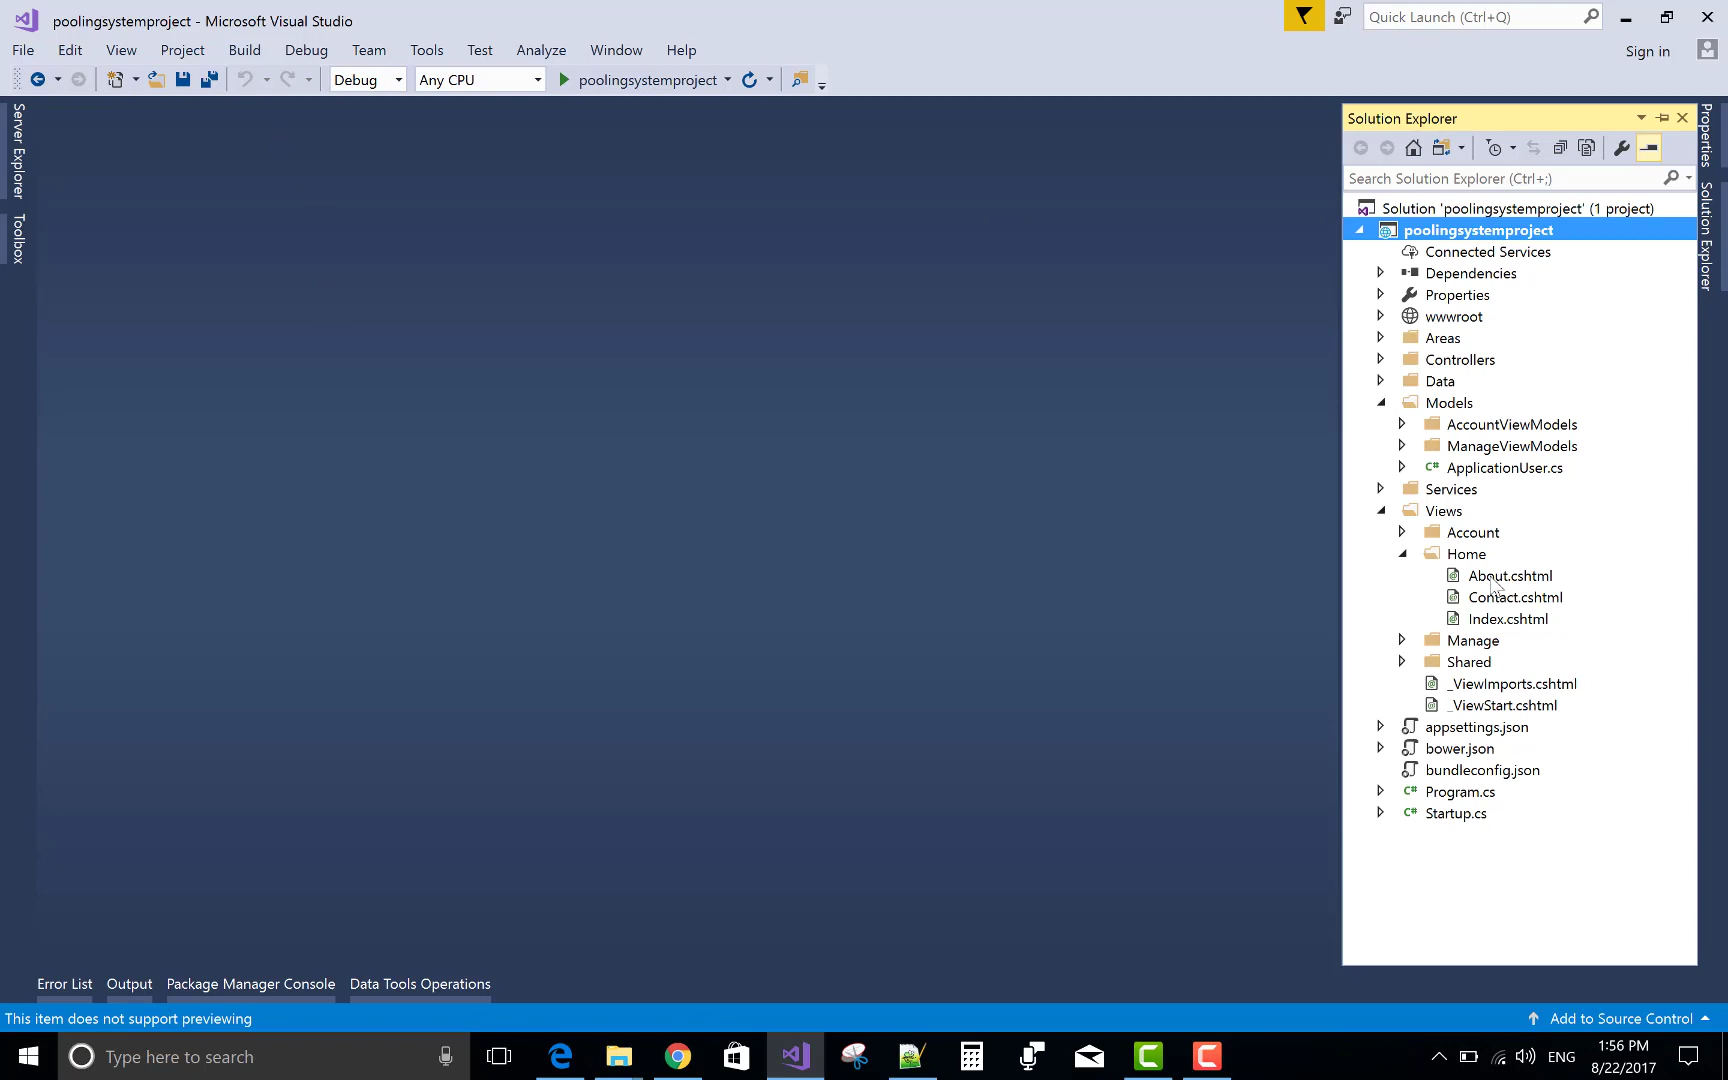 poolingsystemproject - Microsoft Visual Studio
Quick Launch (Ctrl+Q)
File Edit View Project Build Debug Team Tools Test Analyze Window Help
Sign in
Debug Any CPU poolingsystemproject
Server Explorer
Toolbox
Solution Explorer
Search Solution Explorer (Ctrl+;)
Solution 'poolingsystemproject' (1 project)
poolingsystemproject
Connected Services
Dependencies
Properties
wwwroot
Areas
Controllers
Data
Models
AccountViewModels
ManageViewModels
C# ApplicationUser.cs
Services
Views
Account
Home
About.cshtml
Contact.cshtml
Index.cshtml
Manage
Shared
_ViewImports.cshtml
_ViewStart.cshtml
appsettings.json
bower.json
bundleconfig.json
C# Program.cs
C# Startup.cs
Properties
Solution Explorer
Error List Output Package Manager Console Data Tools Operations
This item does not support previewing
Add to Source Control
Type here to search
ENG
1:56 PM
8/22/2017